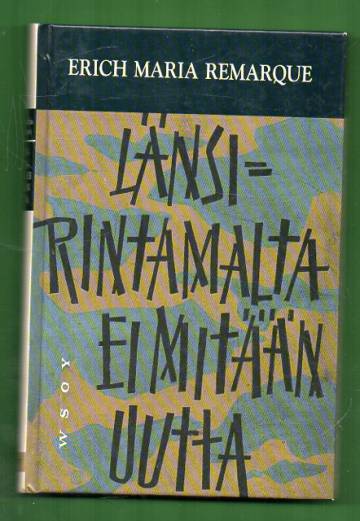 ERICH MARIA REMARQUE
LÄNSI=
RINTAMALTA
EI MITÄÄN
UUTTA
WSOY